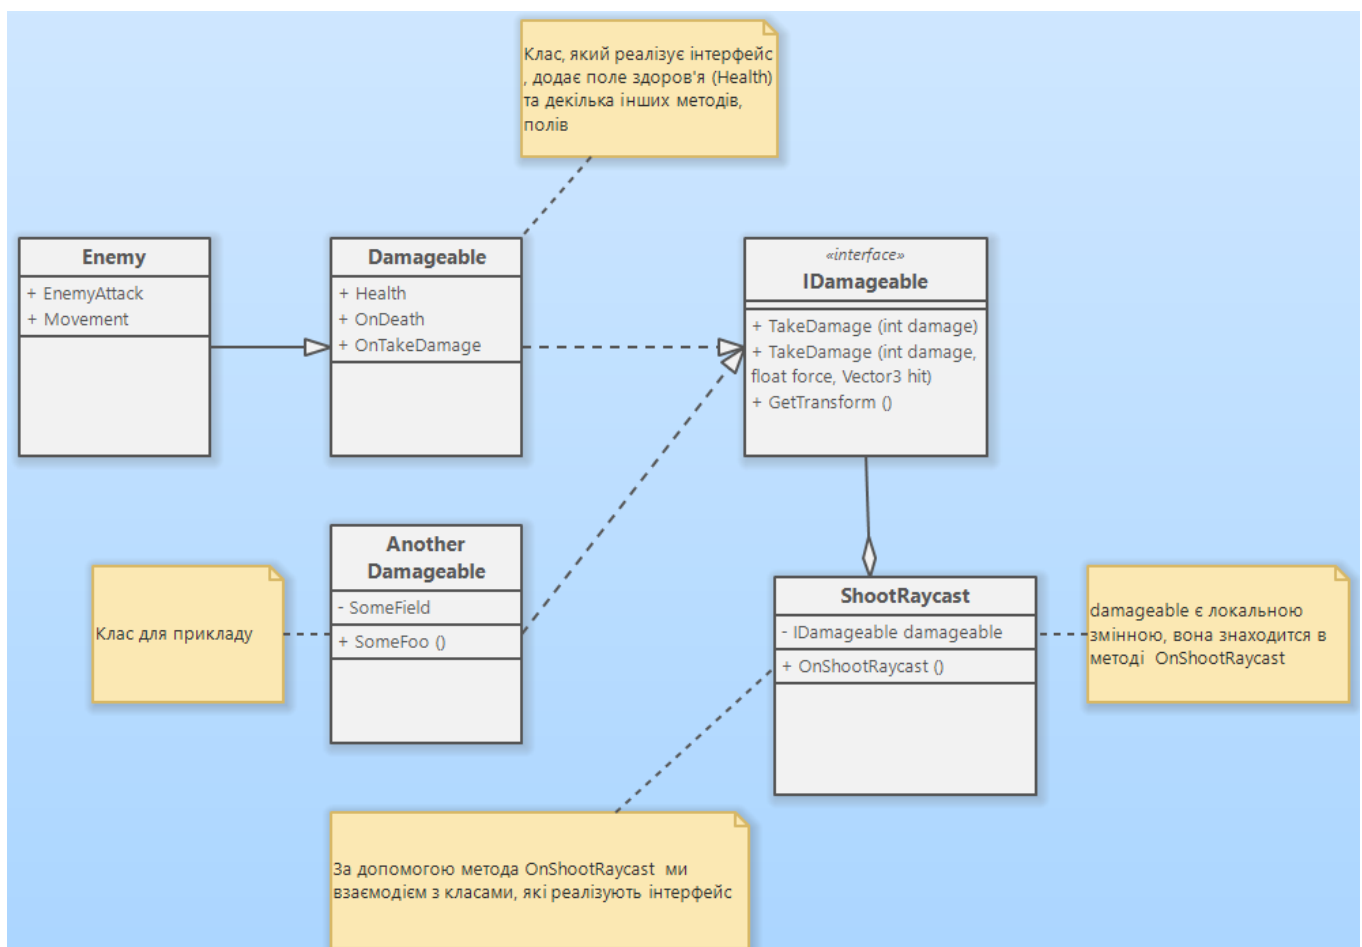 Клас, який реалізує інтерфейс
, додає поле здоров'я (Health)
та декілька інших методів,
полів
Enemy
+ EnemyAttack
+ Movement
Damageable
+ Health
+ OnDeath
+ OnTakeDamage
«interface»
IDamageable
+ TakeDamage (int damage)
+ TakeDamage (int damage,
float force, Vector3 hit)
+ GetTransform ()
Another
Damageable
- SomeField
+ SomeFoo ()
Клас для прикладу
ShootRaycast
- IDamageable damageable
+ OnShootRaycast ()
damageable є локальною
змінною, вона знаходится в
методі OnShootRaycast
За допомогою метода OnShootRaycast ми
взаємодієм з класами, які реалізують інтерфейс